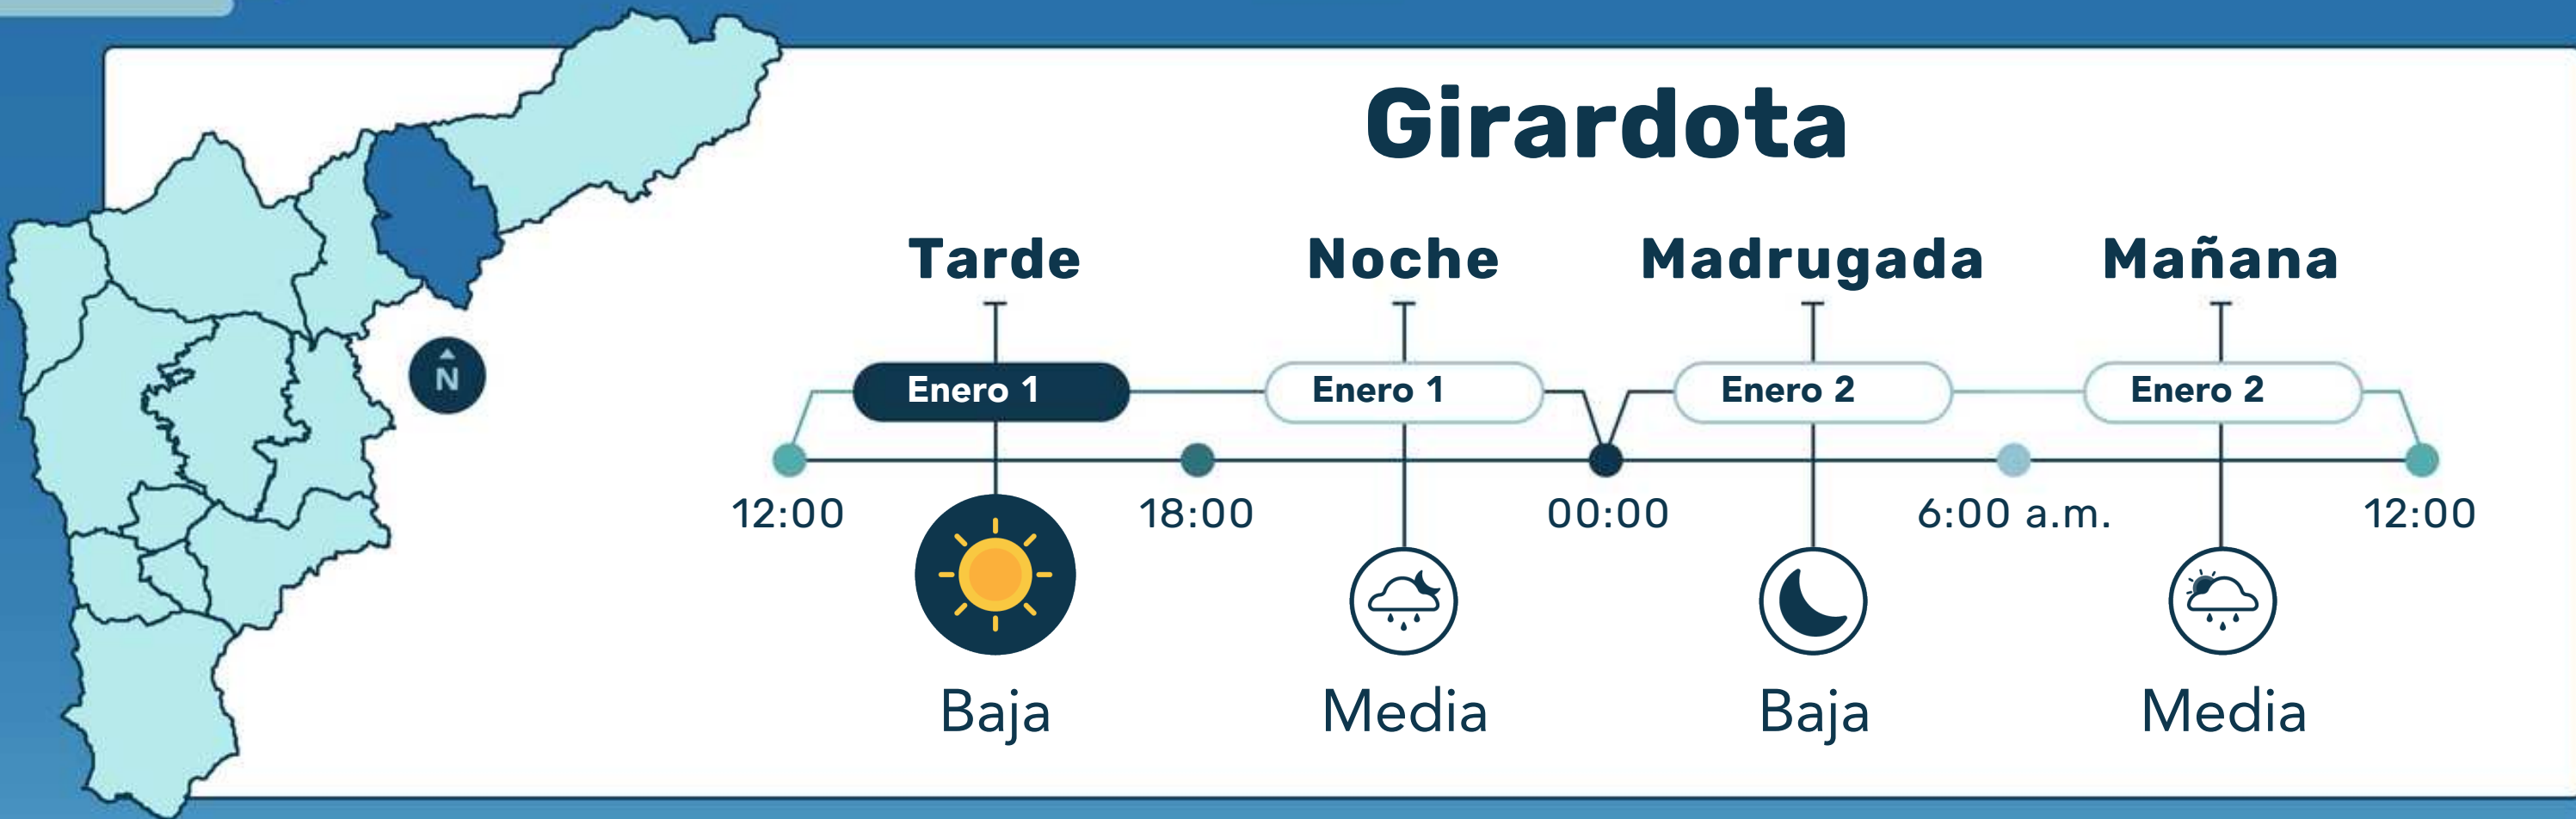 Girardota
Tarde Noche Madrugada Mañana
Enero 1 Enero 1 Enero 2 Enero 2
N
12:00 18:00 00:00 6:00 a.m. 12:00
Baja Media Baja Media